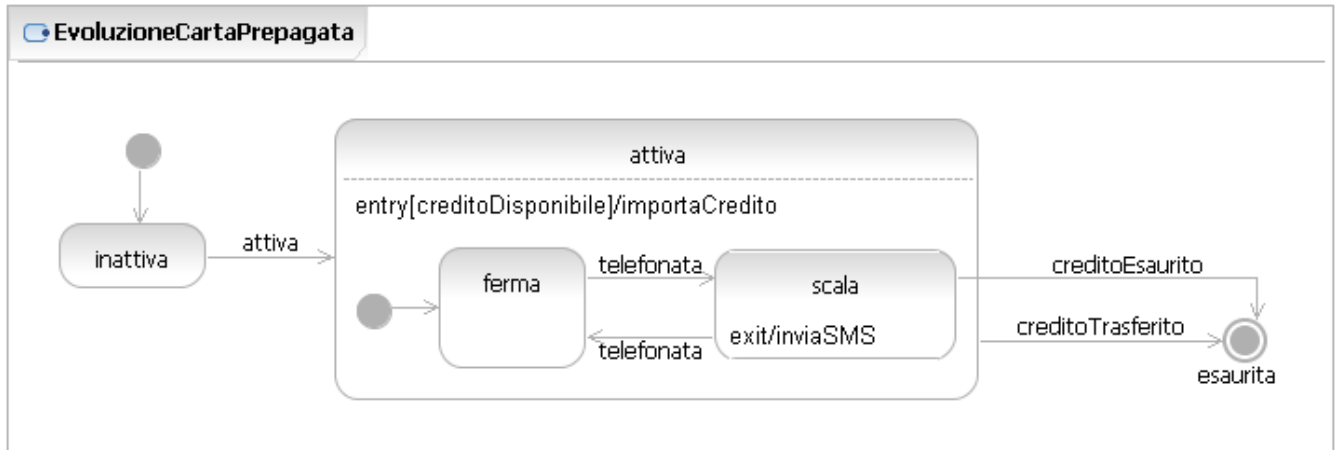 EvoluzioneCartaPrepagata
attiva
entry[creditoDisponibile]/importaCredito
inattiva
attiva
ferma
telefonata
telefonata
scala
exit/inviaSMS
creditoEsaurito
creditoTrasferito
esaurita